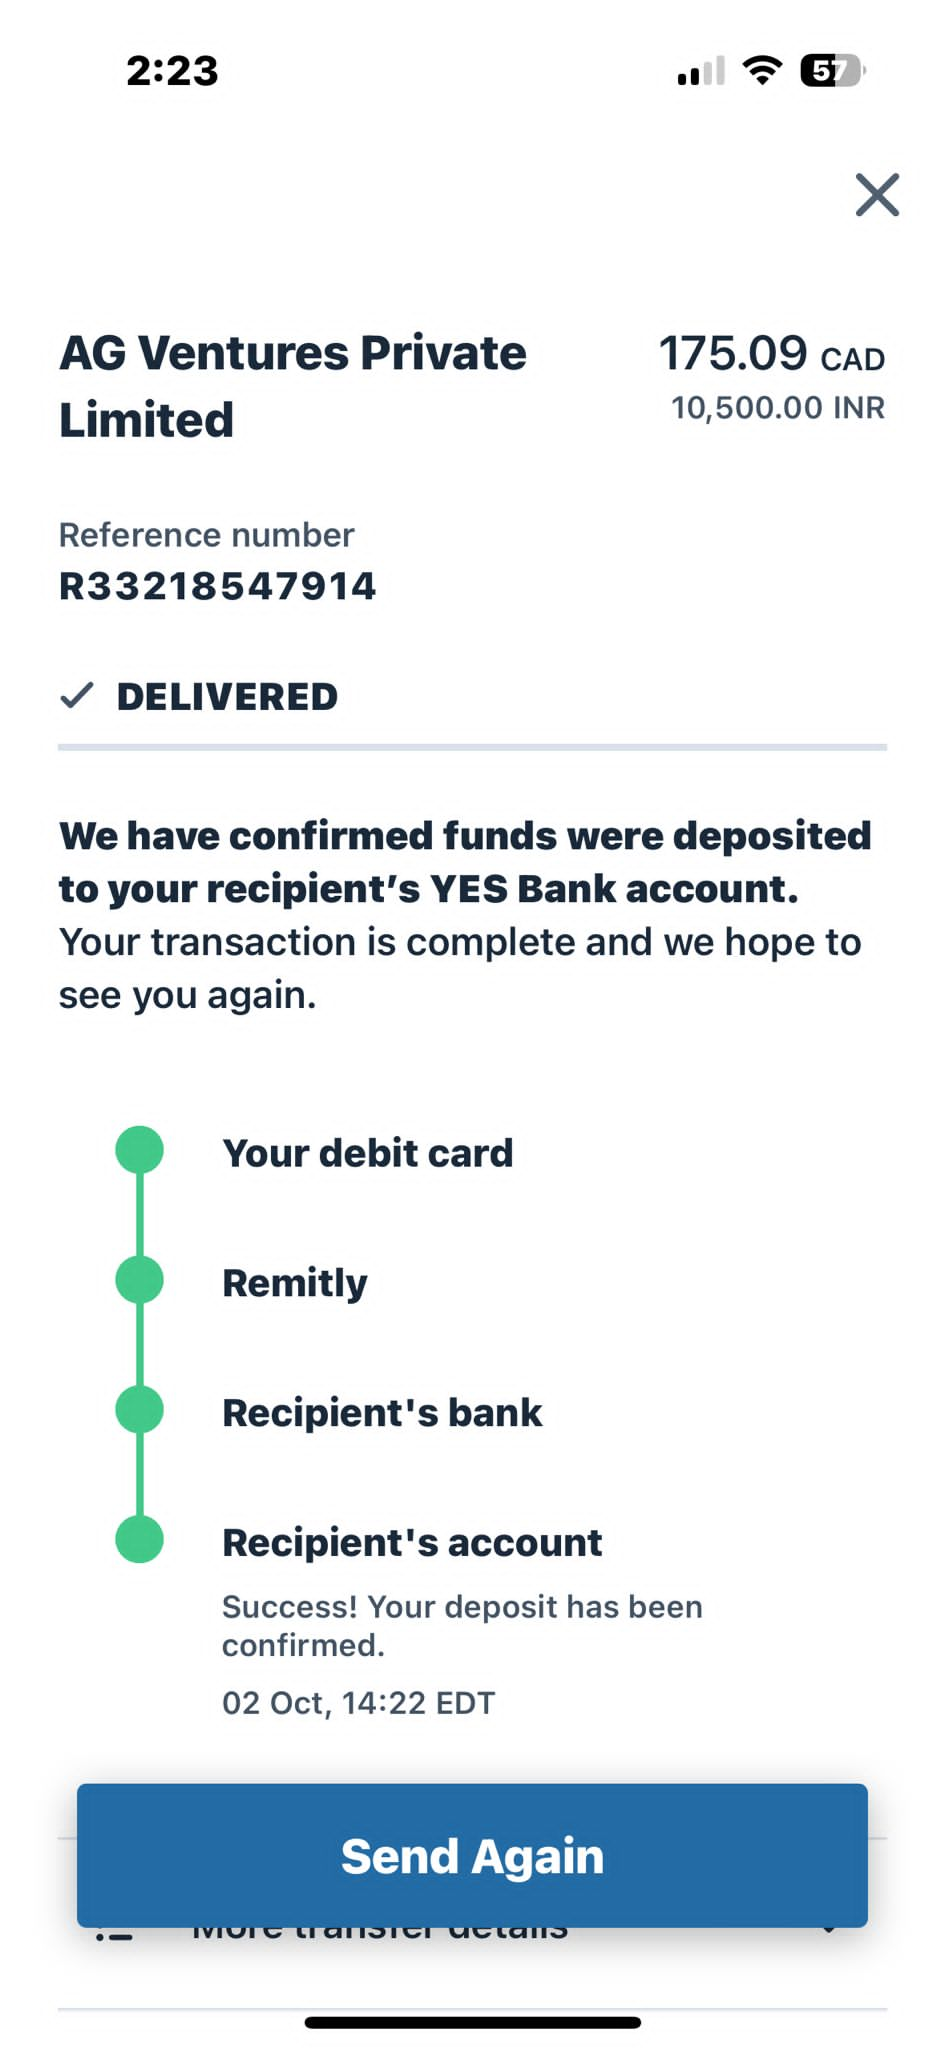 2:23
57
AG Ventures Private
Limited
175.09 CAD
10,500.00 INR
Reference number
R33218547914
DELIVERED
We have confirmed funds were deposited
to your recipient's YES Bank account.
Your transaction is complete and we hope to
see you again.
Your debit card
Remitly
Recipient's bank
Recipient's account
Success! Your deposit has been
confirmed.
02 Oct, 14:22 EDT
Send Again
More transfer details